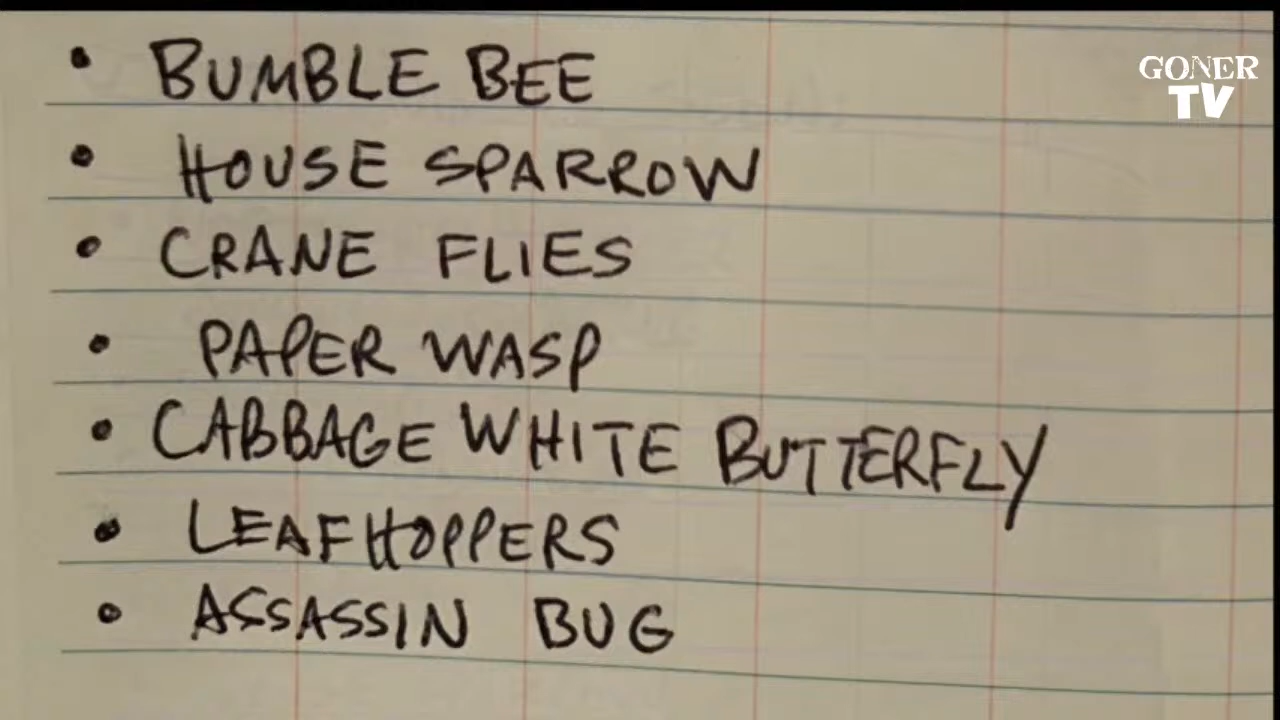 • BUMBLE BEE
• HOUSE SPARROW
• CRANE FLIES
• PAPER WASP
• CABBAGE WHITE BUTTERFLY
• LEAFHOPPERS
• ASSASSIN BUG
GONER
TV